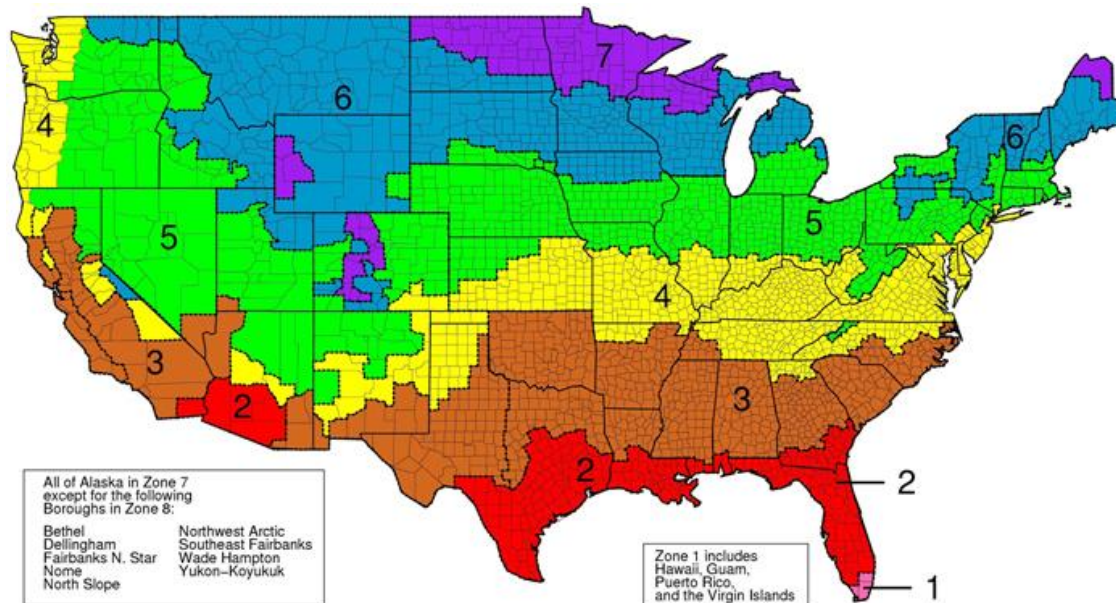 7
6
6
4
5
5
4
3
3
2
2
2
1
All of Alaska in Zone 7
except for the following
Boroughs in Zone 8:
Bethel
Dellingham
Fairbanks N. Star
Nome
North Slope
Northwest Arctic
Southeast Fairbanks
Wade Hampton
Yukon-Koyukuk
Zone 1 includes
Hawaii, Guam,
Puerto Rico,
and the Virgin Islands